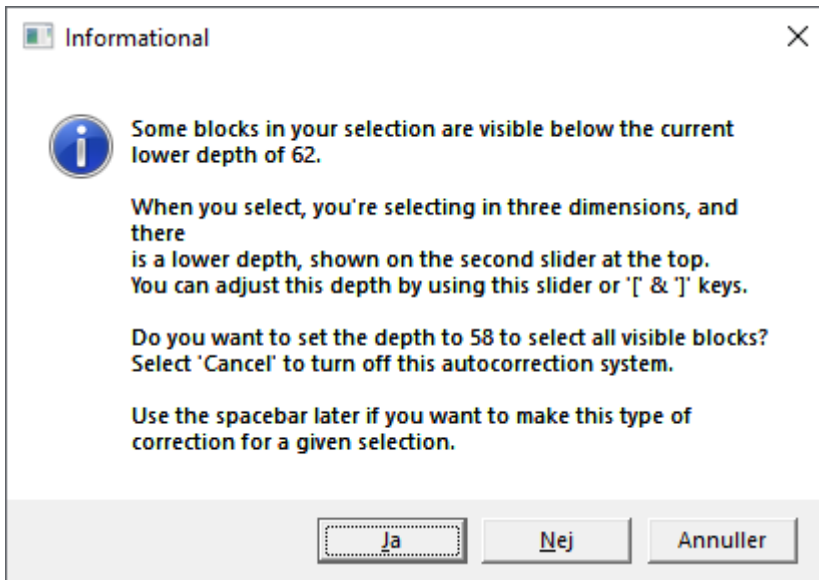 Informational
Some blocks in your selection are visible below the current
lower depth of 62.
When you select, you're selecting in three dimensions, and
there
is a lower depth, shown on the second slider at the top.
You can adjust this depth by using this slider or '[' & ']' keys.
Do you want to set the depth to 58 to select all visible blocks?
Select 'Cancel' to turn off this autocorrection system.
Use the spacebar later if you want to make this type of
correction for a given selection.
Ja
Nej
Annuller